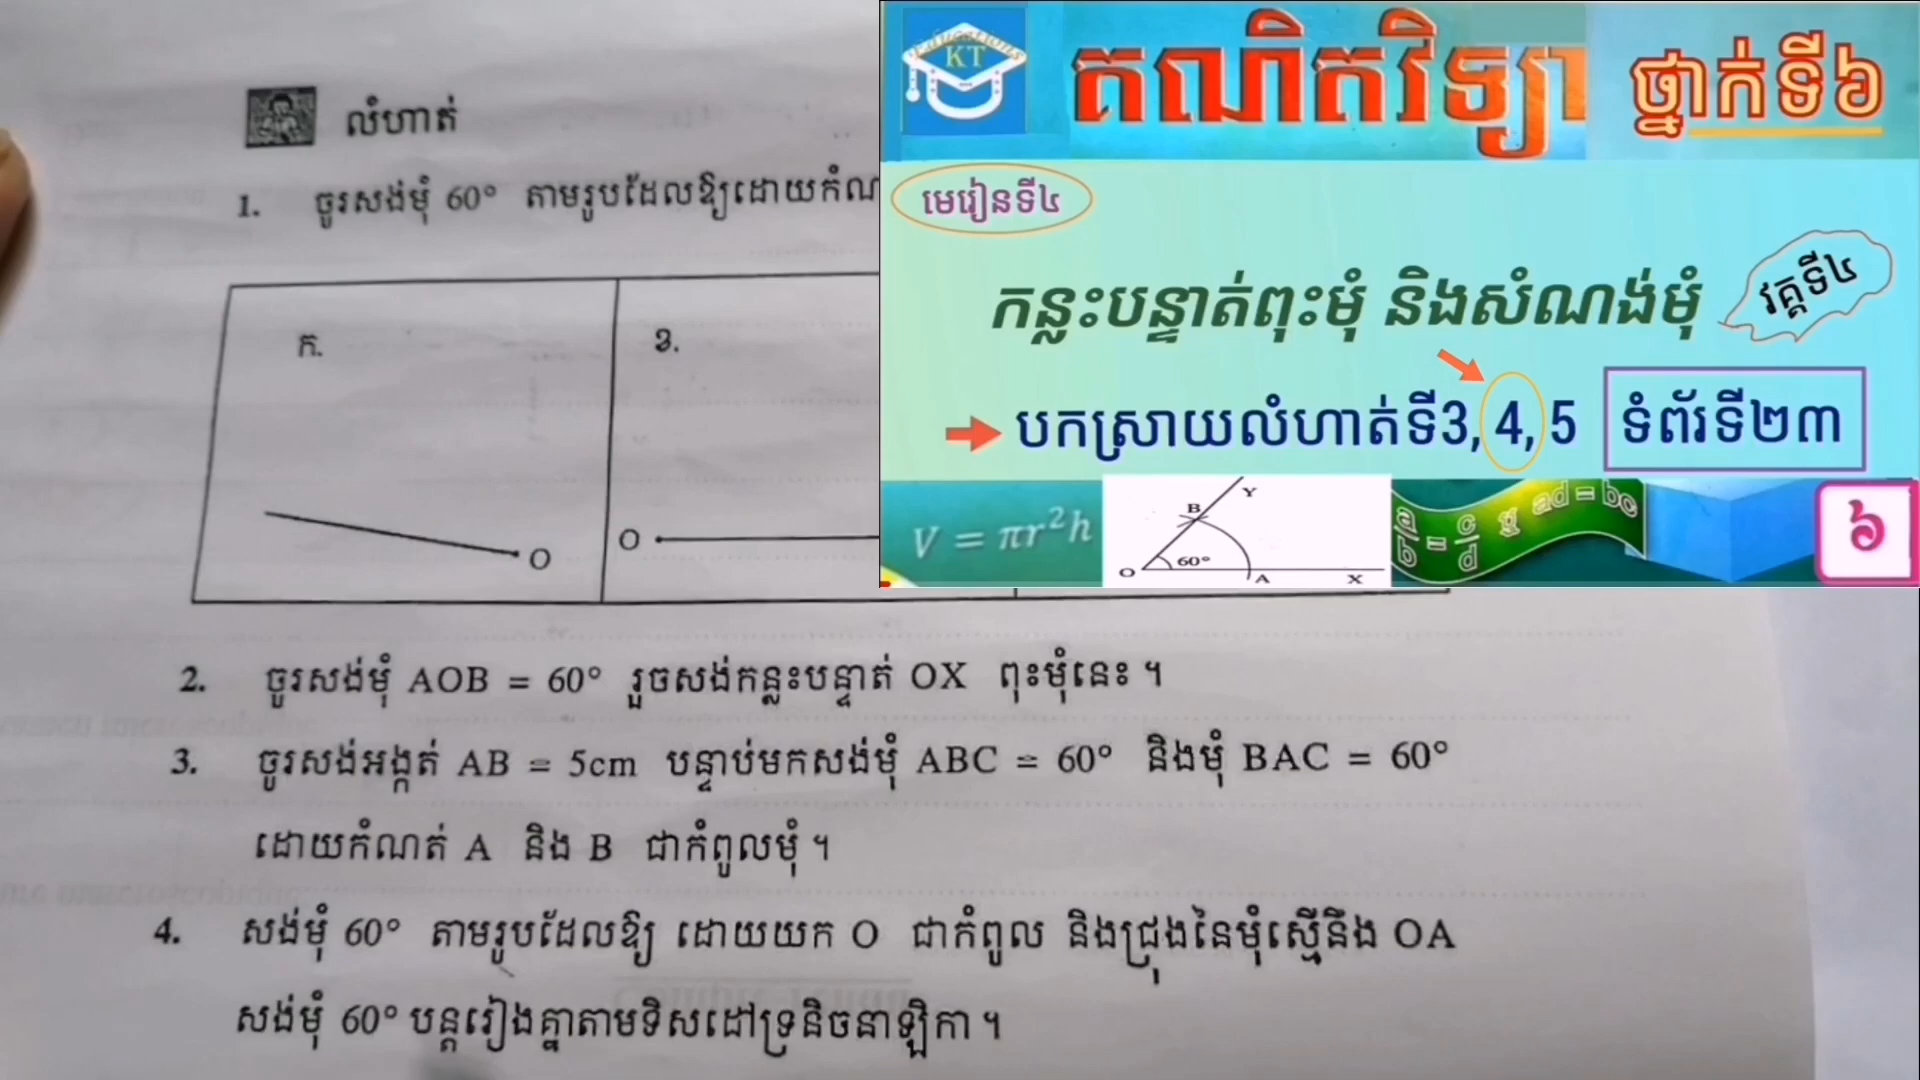 លំហាត់
1. ចូរសង់មុំ 60° តាមរូបដែលឱ្យដោយកំណ
ក.
ខ.
O
O
2. ចូរសង់មុំ AOB = 60° រួចសង់កន្លះបន្ទាត់ OX ពុះមុំនេះ ។
3. ចូរសង់អង្កត់ AB = 5cm បន្ទាប់មកសង់មុំ ABC = 60° និងមុំ BAC = 60°
ដោយកំណត់ A និង B ជាកំពូលមុំ ។
4. សង់មុំ 60° តាមរូបដែលឱ្យ ដោយយក O ជាកំពូល និងជ្រុងនៃមុំស្មើនឹង OA
សង់មុំ 60° បន្តរៀងគ្នាតាមទិសដៅទ្រនិចនាឡិកា ។
KT
គណិតវិទ្យា ថ្នាក់ទី៦
មេរៀនទី៤
កន្លះបន្ទាត់ពុះមុំ និងសំណង់មុំ
វគ្គទី៤
បកស្រាយលំហាត់ទី3, 4, 5 ទំព័រទី២៣
V = πr²h
B Y
O 60° A X
a/b = c/d
ad = bc
៦